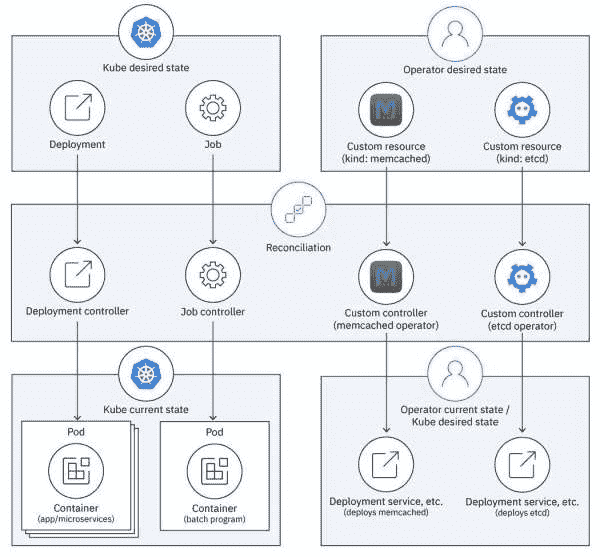 Kube desired state
Operator desired state
Deployment
Job
Custom resource
(kind: memcached)
Custom resource
(kind: etcd)
Reconciliation
Deployment controller
Job controller
Custom controller
(memcached operator)
Custom controller
(etcd operator)
Kube current state
Operator current state /
Kube desired state
Pod
Container
(app/microservices)
Pod
Container
(batch program)
Deployment service, etc.
(deploys memcached)
Deployment service, etc.
(deploys etcd)